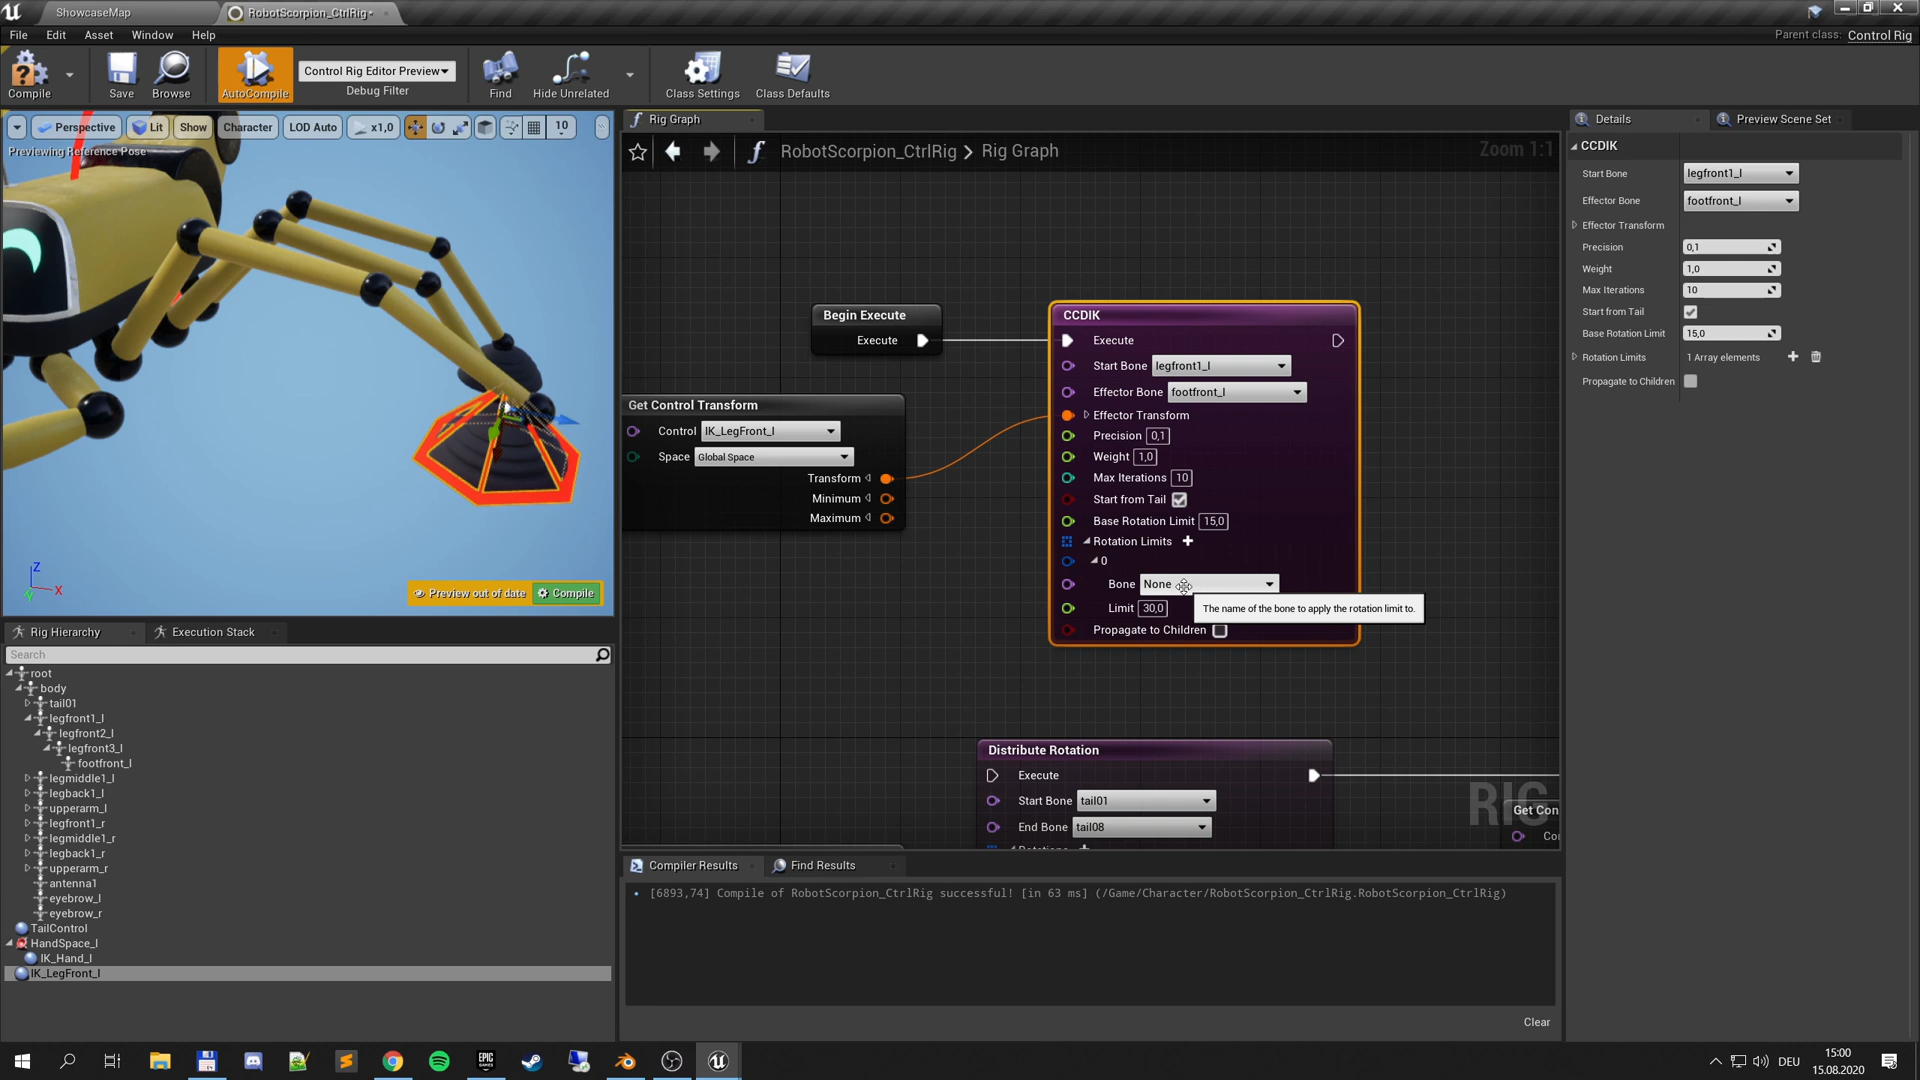 ShowcaseMap
RobotScorpion_CtrlRig•
File Edit Asset Window Help
Parent class: Control Rig
Compile
Save
Browse
AutoCompile
Control Rig Editor Preview
Debug Filter
Find
Hide Unrelated
Class Settings
Class Defaults
Perspective
Lit
Show
Character
LOD Auto
x1,0
10
Previewing Reference Pose
Z
X
Y
Preview out of date
Compile
Rig Graph
RobotScorpion_CtrlRig > Rig Graph
Zoom 1:1
Begin Execute
Execute
Get Control Transform
Control IK_LegFront_l
Space Global Space
Transform
Minimum
Maximum
CCDIK
Execute
Start Bone legfront1_l
Effector Bone footfront_l
Effector Transform
Precision 0,1
Weight 1,0
Max Iterations 10
Start from Tail
Base Rotation Limit 15,0
Rotation Limits
0
Bone None
Limit 30,0
The name of the bone to apply the rotation limit to.
Propagate to Children
Distribute Rotation
Execute
Start Bone tail01
End Bone tail08
RIG
Get Con
Co
Details
Preview Scene Set
CCDIK
Start Bone legfront1_l
Effector Bone footfront_l
Effector Transform
Precision 0,1
Weight 1,0
Max Iterations 10
Start from Tail
Base Rotation Limit 15,0
Rotation Limits 1 Array elements
Propagate to Children
Rig Hierarchy
Execution Stack
Search
root
body
tail01
legfront1_l
legfront2_l
legfront3_l
footfront_l
legmiddle1_l
legback1_l
upperarm_l
legfront1_r
legmiddle1_r
legback1_r
upperarm_r
antenna1
eyebrow_l
eyebrow_r
TailControl
HandSpace_l
IK_Hand_l
IK_LegFront_l
Compiler Results
Find Results
[6893,74] Compile of RobotScorpion_CtrlRig successful! [in 63 ms] (/Game/Character/RobotScorpion_CtrlRig.RobotScorpion_CtrlRig)
Clear
EPIC
GAMES
DEU
15:00
15.08.2020